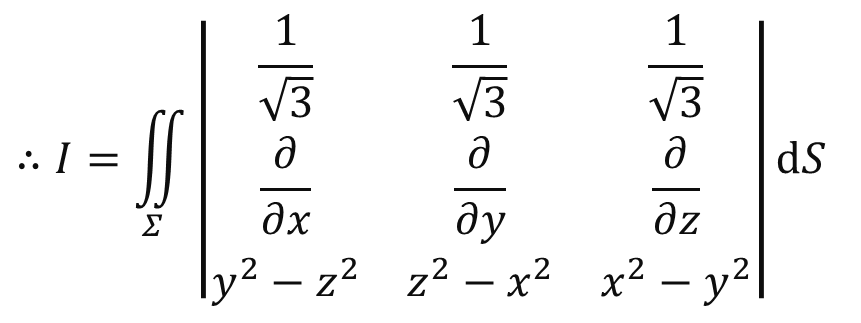 ∴ I = ∬_Σ | 1/√3 1/√3 1/√3 |
| ∂/∂x ∂/∂y ∂/∂z | dS
| y² − z² z² − x² x² − y² |